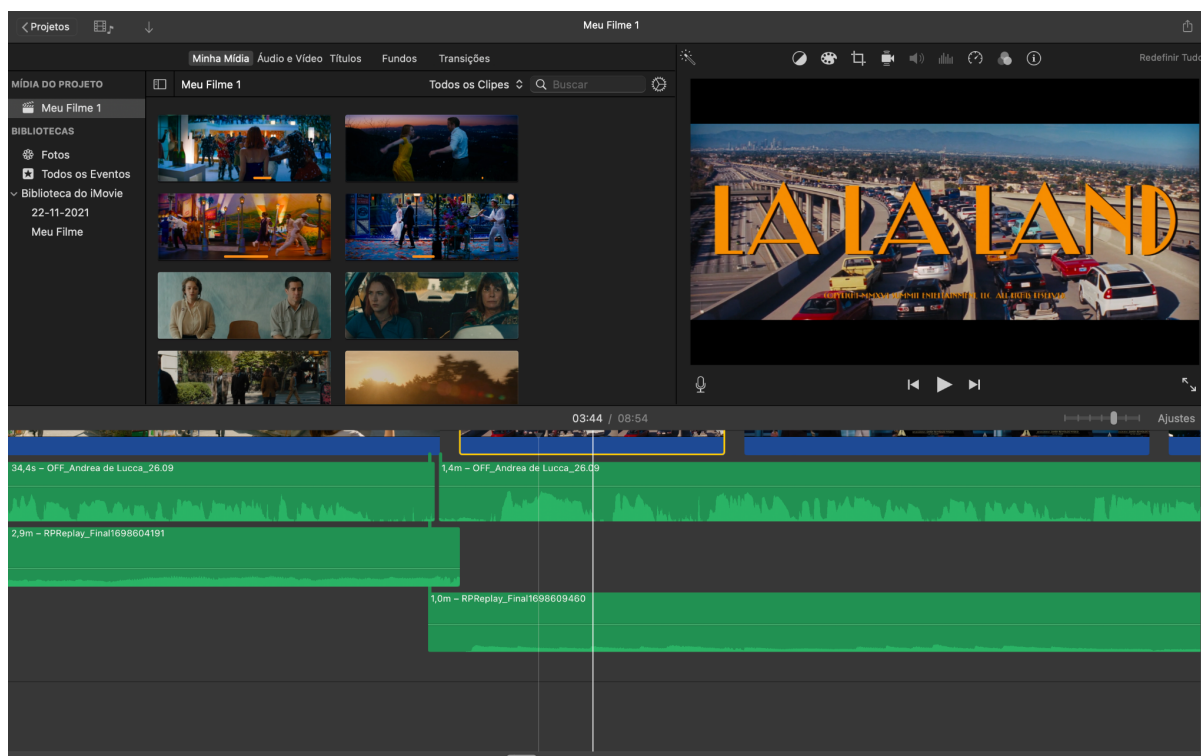 Projetos
Meu Filme 1
Minha Mídia Áudio e Vídeo Títulos Fundos Transições
Redefinir Tudo
MÍDIA DO PROJETO
Meu Filme 1
BIBLIOTECAS
Fotos
Todos os Eventos
Biblioteca do iMovie
22-11-2021
Meu Filme
Meu Filme 1
Todos os Clipes
Buscar
LA LA LAND
03:44 / 08:54
Ajustes
34,4s – OFF_Andrea de Lucca_26.09
1,4m – OFF_Andrea de Lucca_26.09
2,9m – RPReplay_Final1698604191
1,0m – RPReplay_Final1698609460